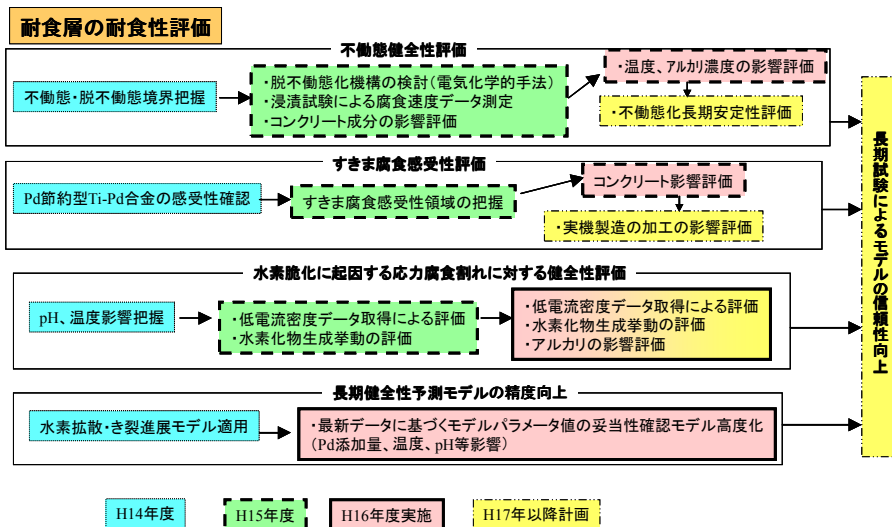 耐食層の耐食性評価
不働態健全性評価
不働態・脱不働態境界把握
・脱不働態化機構の検討(電気化学的手法)
・浸漬試験による腐食速度データ測定
・コンクリート成分の影響評価
・温度、アルカリ濃度の影響評価
・不働態化長期安定性評価
すきま腐食感受性評価
Pd節約型Ti-Pd合金の感受性確認
すきま腐食感受性領域の把握
コンクリート影響評価
・実機製造の加工の影響評価
水素脆化に起因する応力腐食割れに対する健全性評価
pH、温度影響把握
・低電流密度データ取得による評価
・水素化物生成挙動の評価
・低電流密度データ取得による評価
・水素化物生成挙動の評価
・アルカリの影響評価
長期健全性予測モデルの精度向上
水素拡散・き裂進展モデル適用
・最新データに基づくモデルパラメータ値の妥当性確認モデル高度化
(Pd添加量、温度、pH等影響)
長期試験によるモデルの信頼性向上
H14年度
H15年度
H16年度実施
H17年以降計画